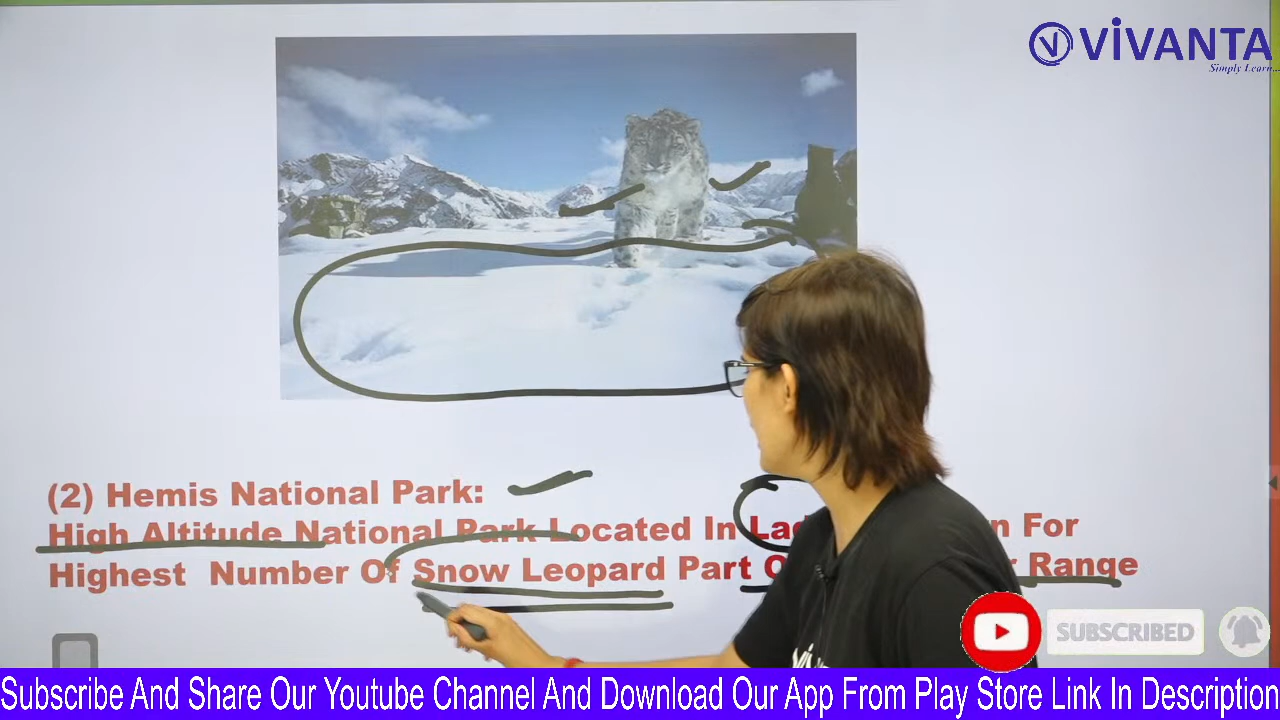 VIVANTA
Simply Learn...
(2) Hemis National Park:
High Altitude National Park Located In For
Highest Number Of Snow Leopard Part Range
SUBSCRIBED
Subscribe And Share Our Youtube Channel And Download Our App From Play Store Link In Description